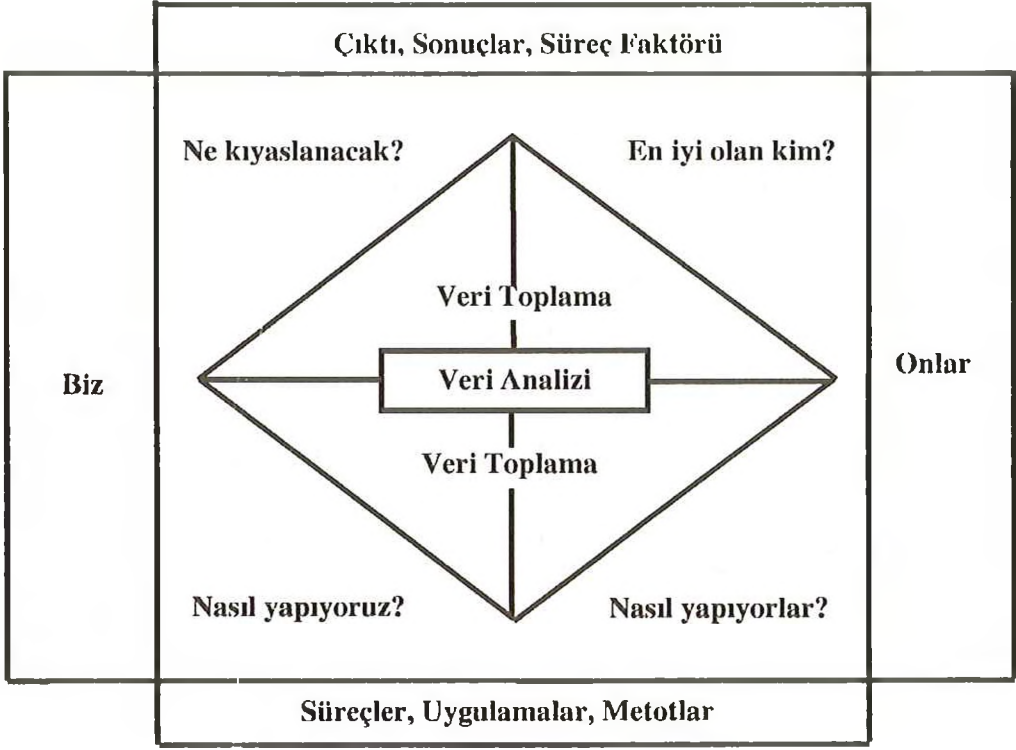 Çıktı, Sonuçlar, Süreç Faktörü
Ne kıyaslanacak?
En iyi olan kim?
Veri Toplama
Biz
Veri Analizi
Onlar
Veri Toplama
Nasıl yapıyoruz?
Nasıl yapıyorlar?
Süreçler, Uygulamalar, Metotlar